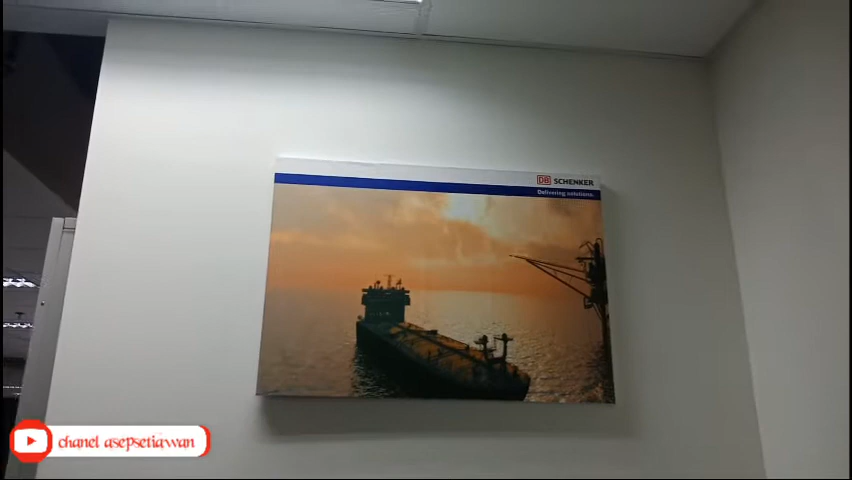 DB SCHENKER
Delivering solutions.
chanel asepsetiawan